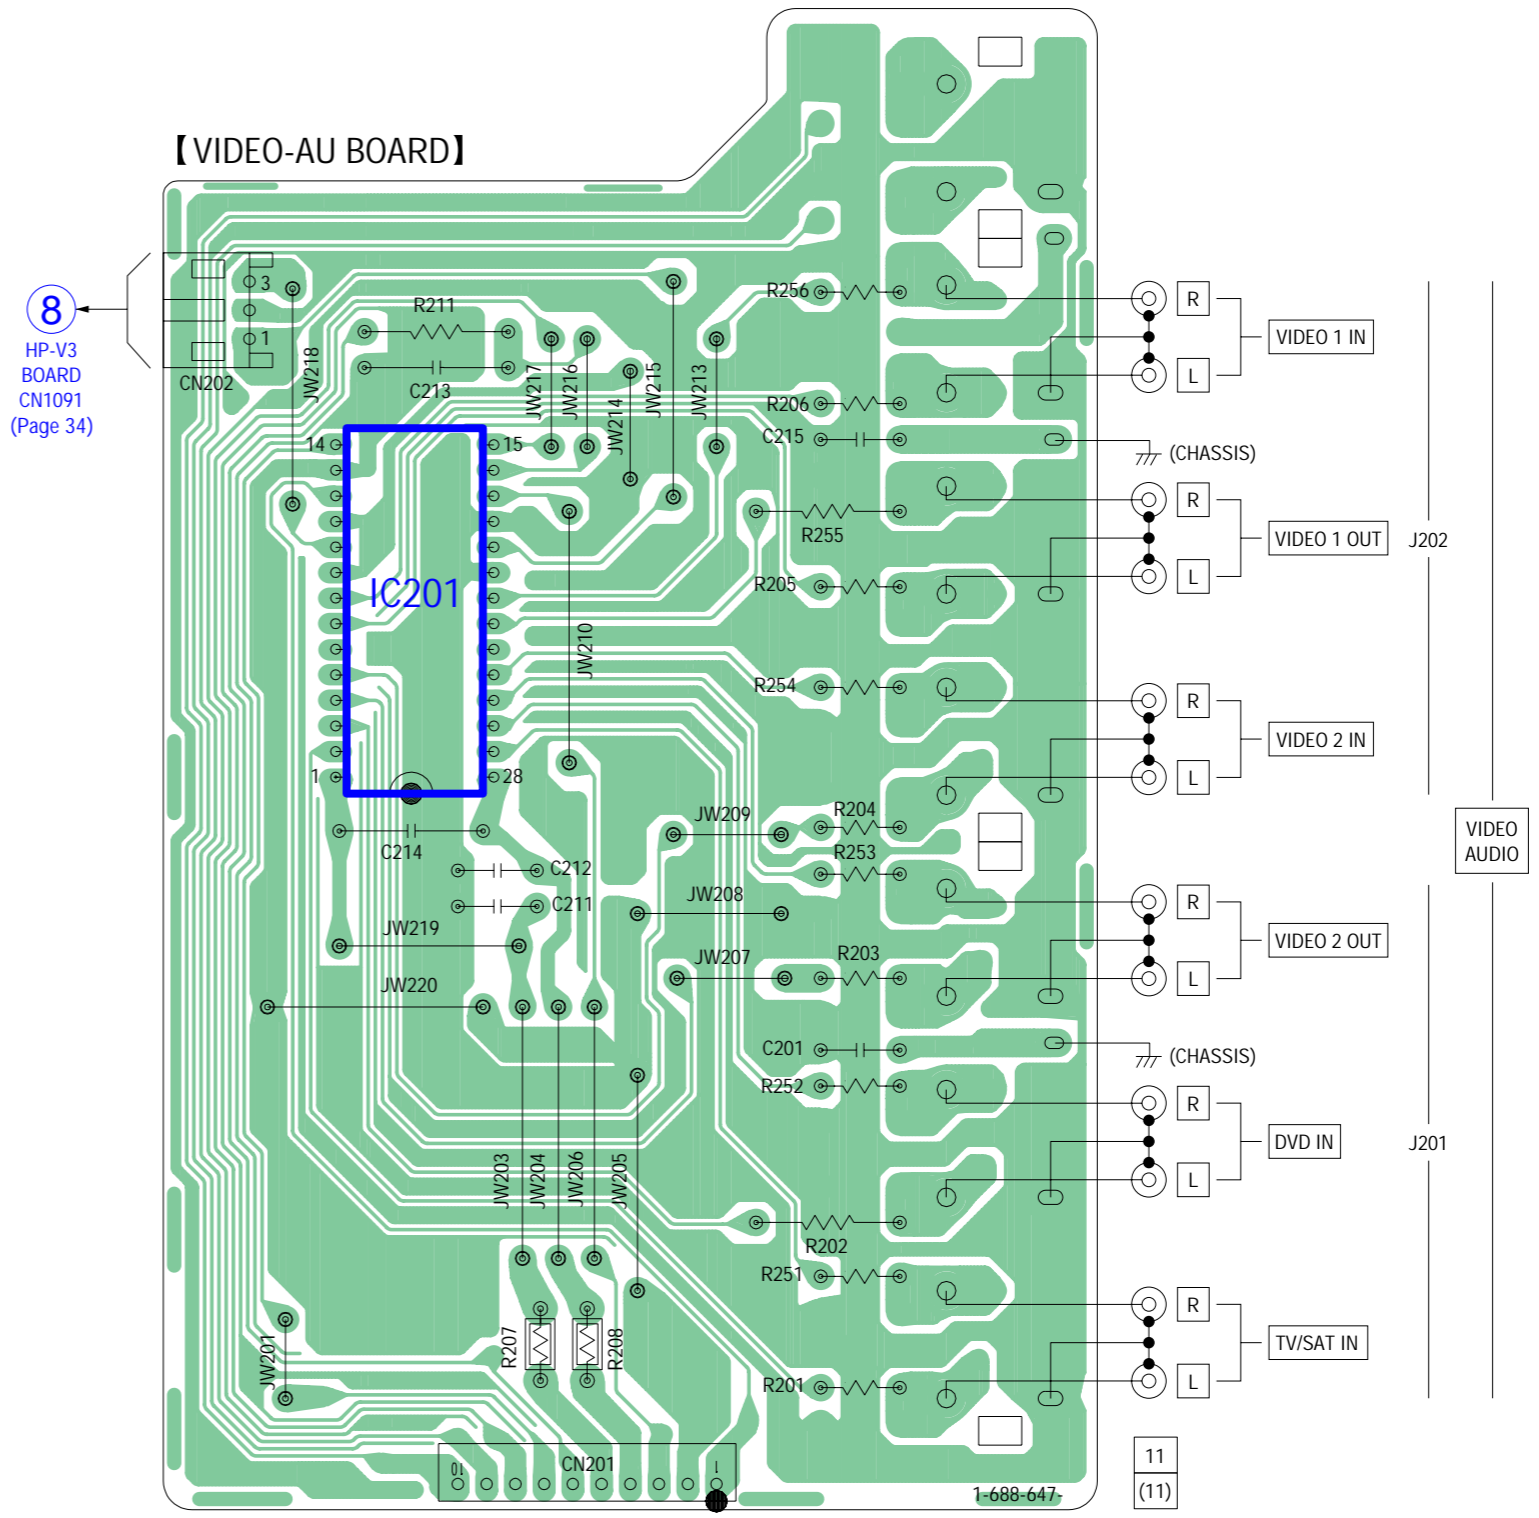 【VIDEO-AU BOARD】
8
HP-V3
BOARD
CN1091
(Page 34)
3
1
CN202
JW218
R211
C213
JW217
JW216
JW214
JW215
JW213
R256
R206
C215
14
15
IC201
1
28
R255
R205
JW210
R254
C214
C212
C211
JW209
R204
R253
JW208
JW219
JW207
R203
JW220
C201
R252
JW203
JW204
JW206
JW205
R202
R251
R207
R208
JW201
R201
CN201
10
1
1-688-647-
R
L
VIDEO 1 IN
(CHASSIS)
R
L
VIDEO 1 OUT
J202
R
L
VIDEO 2 IN
VIDEO
AUDIO
R
L
VIDEO 2 OUT
(CHASSIS)
R
L
DVD IN
J201
R
L
TV/SAT IN
11
(11)